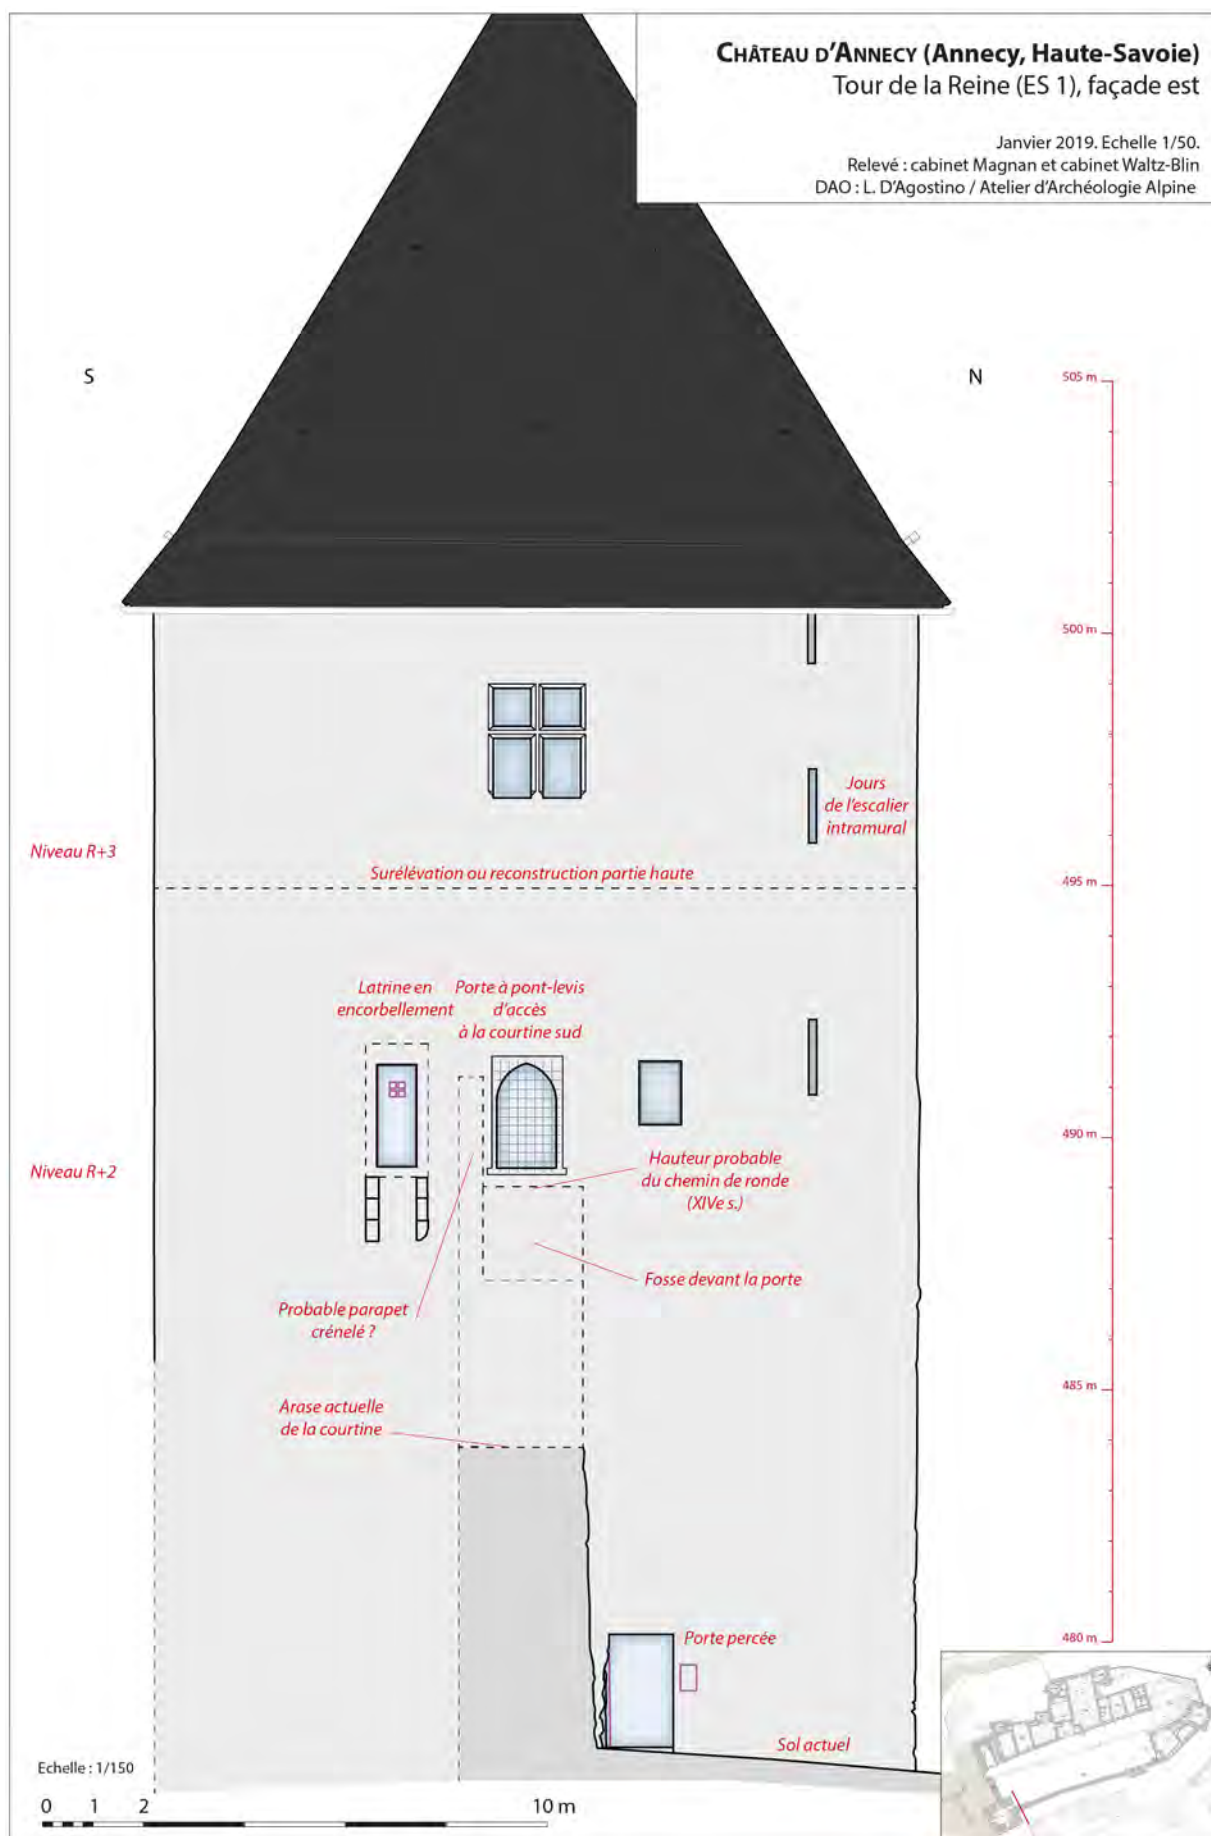 CHÂTEAU D'ANNECY (Annecy, Haute-Savoie)
Tour de la Reine (ES 1), façade est
Janvier 2019. Echelle 1/50.
Relevé : cabinet Magnan et cabinet Waltz-Blin
DAO : L. D'Agostino / Atelier d'Archéologie Alpine
S
N
505 m
500 m
Jours
de l'escalier
intramural
Niveau R+3
Surélévation ou reconstruction partie haute
495 m
Latrine en
encorbellement
Porte à pont-levis
d'accès
à la courtine sud
490 m
Niveau R+2
Hauteur probable
du chemin de ronde
(XIVe s.)
Fosse devant la porte
Probable parapet
crénelé ?
485 m
Arase actuelle
de la courtine
480 m
Porte percée
Sol actuel
Echelle : 1/150
0 1 2 10 m